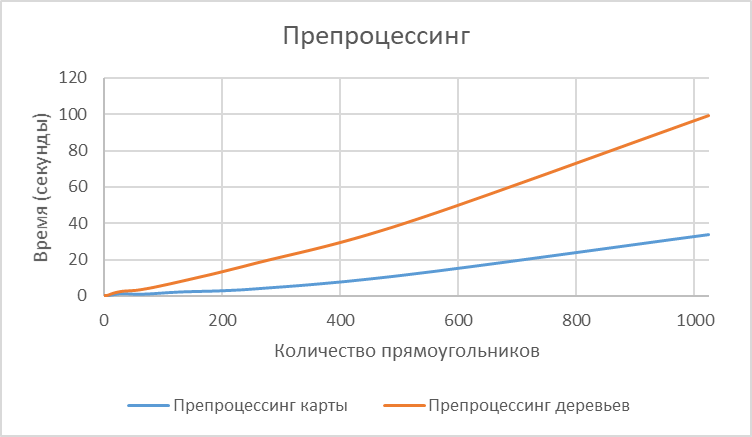 Препроцессинг
120
100
80
60
40
20
0
Время (секунды)
0 200 400 600 800 1000
Количество прямоугольников
Препроцессинг карты Препроцессинг деревьев